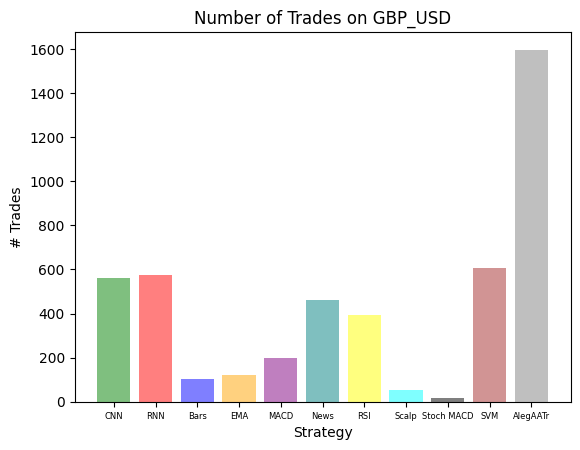 Number of Trades on GBP_USD
# Trades
1600
1400
1200
1000
800
600
400
200
0
CNN RNN Bars EMA MACD News RSI Scalp Stoch MACD SVM AlegAATr
Strategy